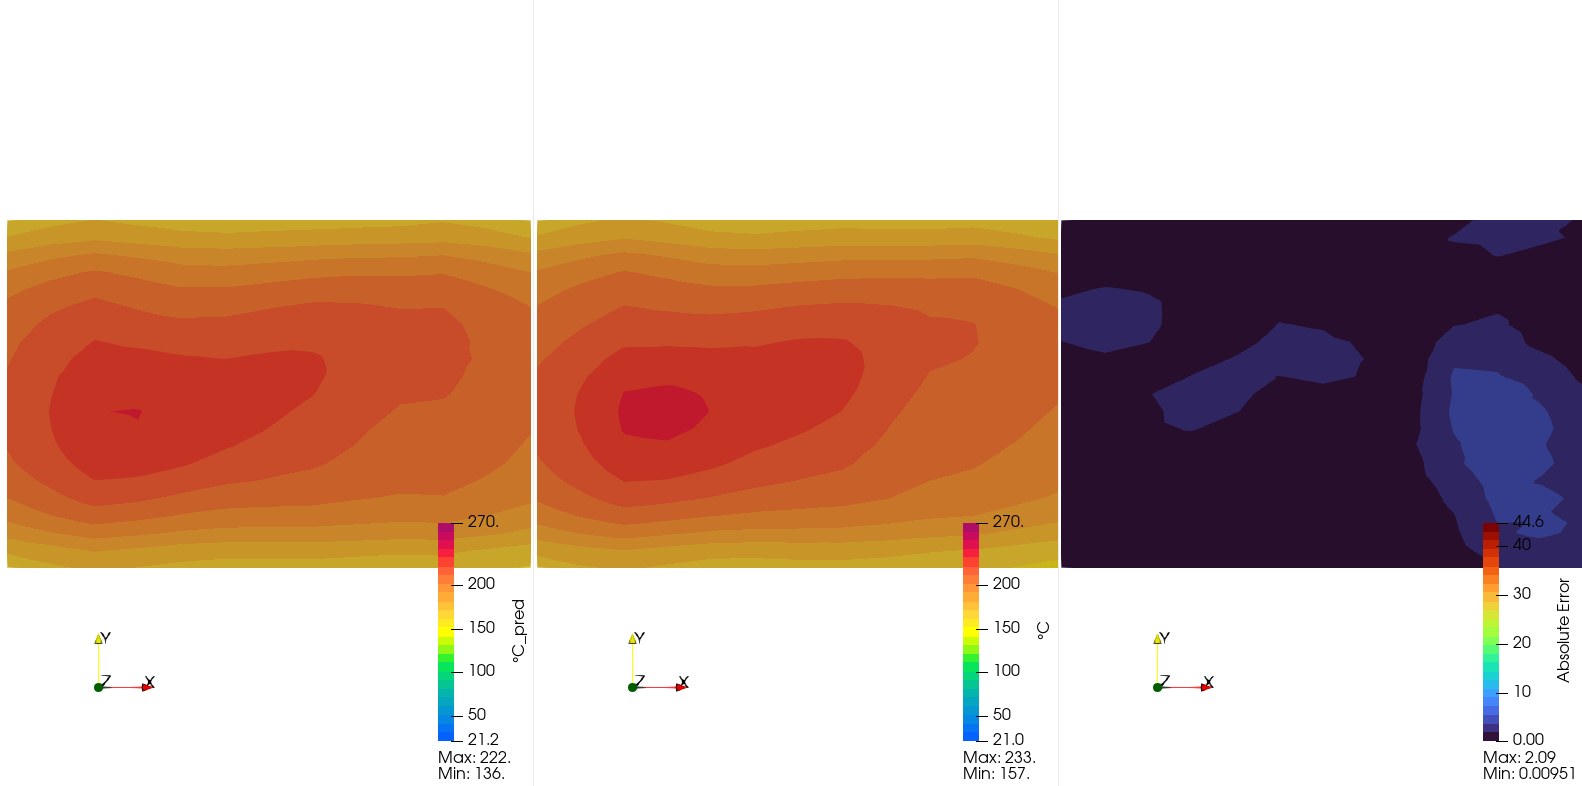 270.
200
150
100
50
21.2
°C_pred
Max: 222.
Min: 136.
Y
Z
X
270.
200
150
100
50
21.0
°C
Max: 233.
Min: 157.
Y
Z
X
44.6
40
30
20
10
0.00
Absolute Error
Max: 2.09
Min: 0.00951
Y
Z
X